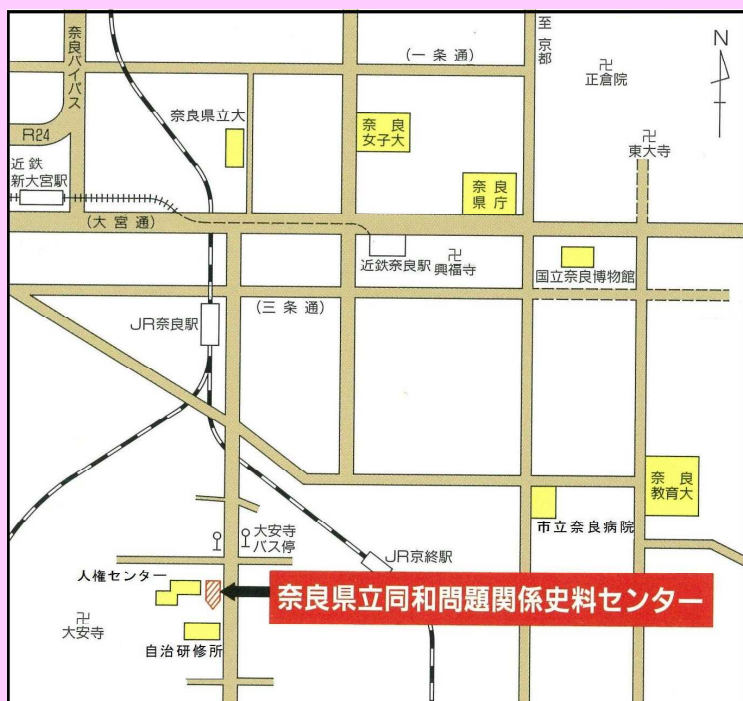 奈良バイパス
(一条通)
至 京都
N
正倉院
奈良県立大
奈良
女子大
R24
東大寺
近鉄
新大宮駅
奈良
県庁
(大宮通)
近鉄奈良駅
興福寺
国立奈良博物館
(三条通)
JR奈良駅
奈良
教育大
市立奈良病院
大安寺
バス停
JR京終駅
人権センター
奈良県立同和問題関係史料センター
大安寺
自治研修所